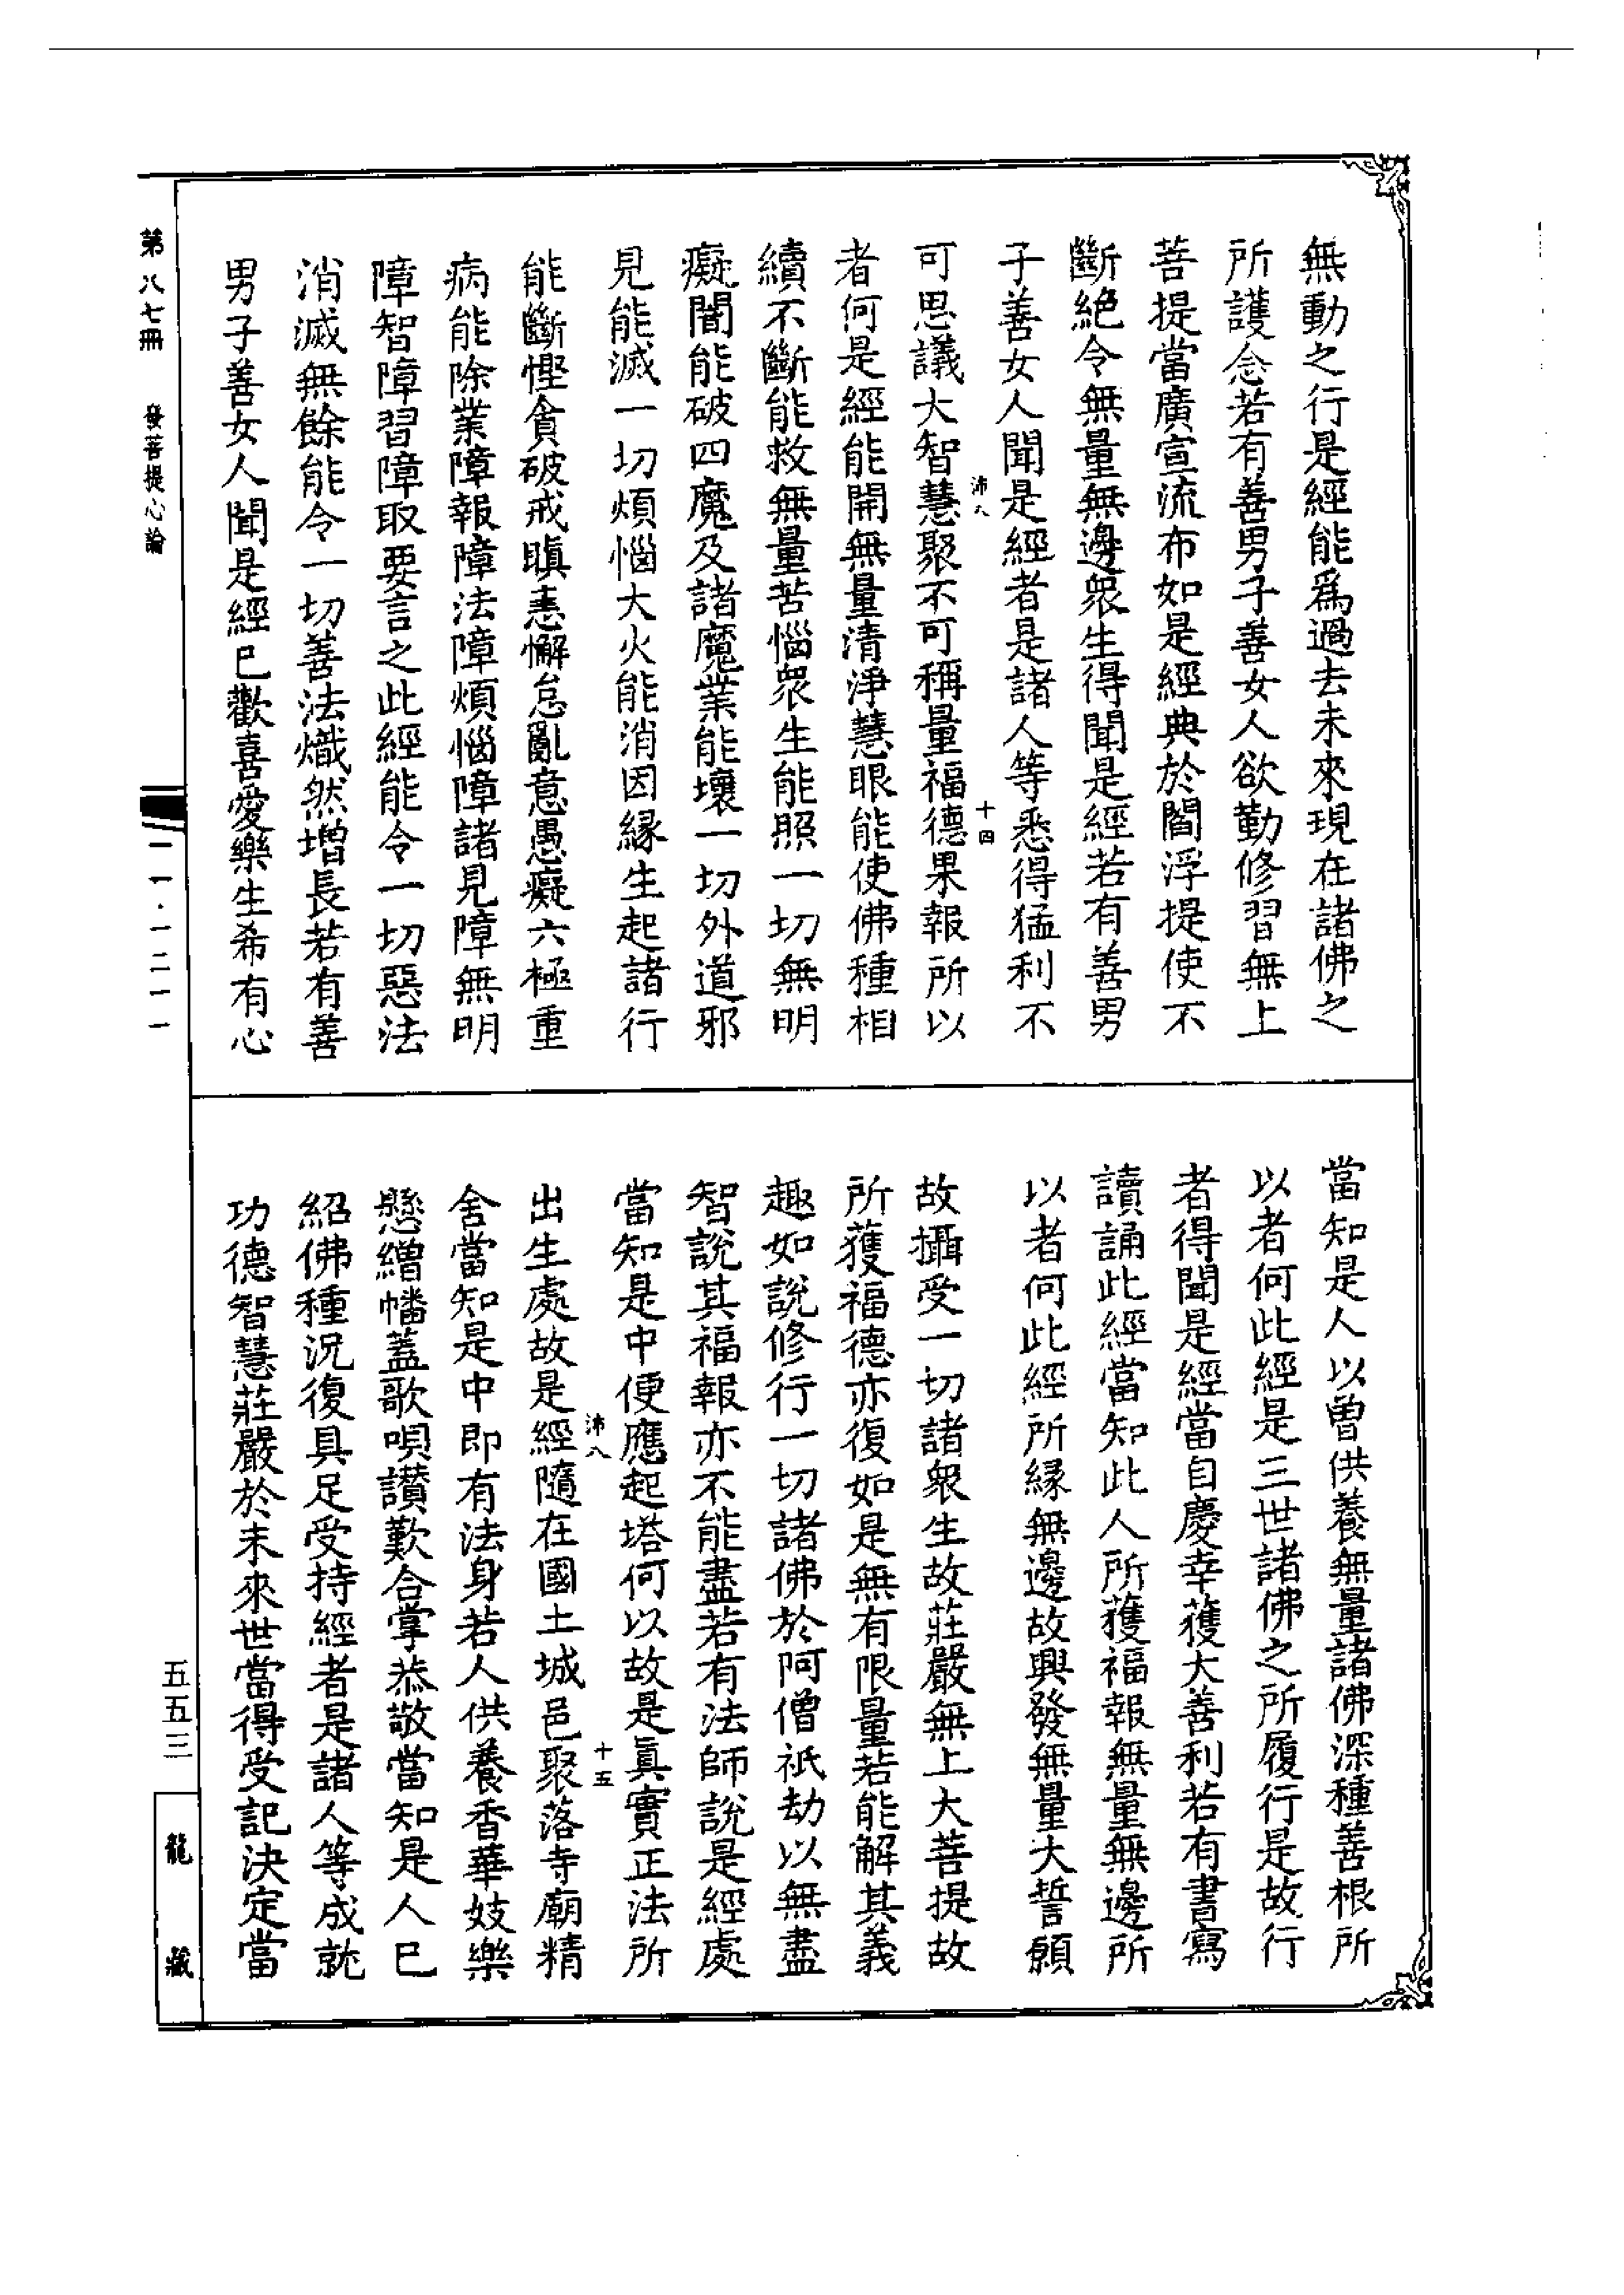 無動之行是經能爲過去未來現在諸佛之
所護念若有善男子善女人欲勤修習無上
菩提當廣宣流布如是經典於閻浮提使不
斷絶令無量無邊衆生得聞是經若有善男
子善女人聞是經者是諸人等悉得猛利不
沛八
十四
可思議大智慧聚不可稱量福德果報所以
者何是經能開無量清淨慧眼能使佛種相
續不斷能救無量苦惱衆生能照一切無明
癡闇能破四魔及諸魔業能壞一切外道邪
見能滅一切煩惱大火能消因緣生起諸行
能斷慳貪破戒瞋恚懈怠亂意愚癡六極重
病能除業障報障法障煩惱障諸見障無明
障智障習障取要言之此經能令一切惡法
消滅無餘能令一切善法熾然增長若有善
男子善女人聞是經已歡喜愛樂生希有心
當知是人以曾供養無量諸佛深種善根所
以者何此經是三世諸佛之所履行是故行
者得聞是經當自慶幸獲大善利若有書寫
讀誦此經當知此人所獲福報無量無邊所
以者何此經所緣無邊故興發無量大誓願
故攝受一切諸衆生故莊嚴無上大菩提故
所獲福德亦復如是無有限量若能解其義
趣如說修行一切諸佛於阿僧祇劫以無盡
智說其福報亦不能盡若有法師說是經處
當知是中便應起塔何以故是眞實正法所
沛八
十五
出生處故是經隨在國土城邑聚落寺廟精
舍當知是中即有法身若人供養香華妓樂
懸繒幡蓋歌唄讚歎合掌恭敬當知是人已
紹佛種況復具足受持經者是諸人等成就
功德智慧莊嚴於未來世當得受記決定當
第八七冊
發菩提心論
一一·一二一一
五五三
龍藏